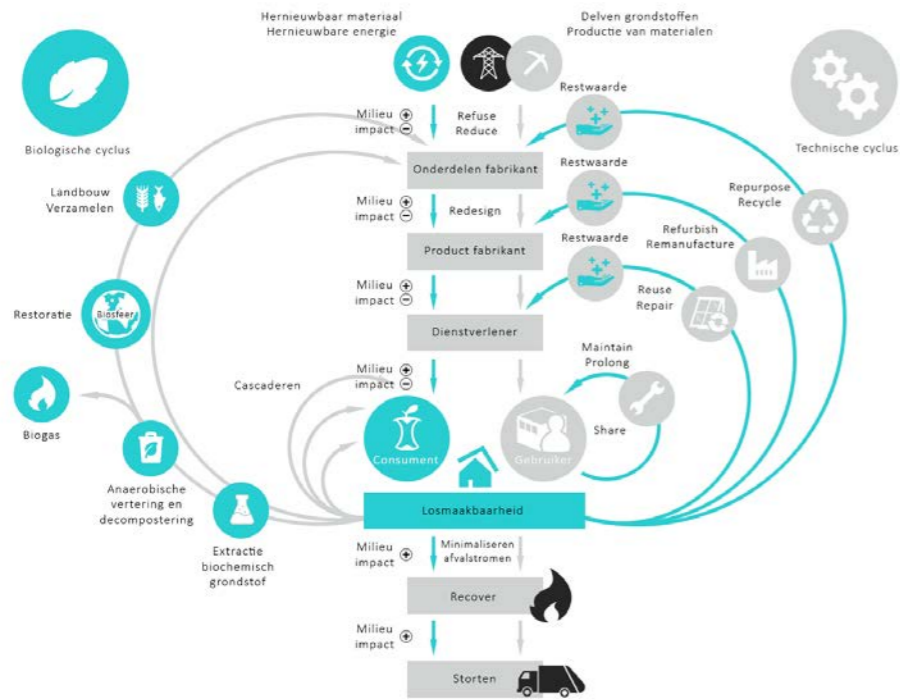 Hernieuwbaar materiaal
Hernieuwbare energie
Delven grondstoffen
Productie van materialen
Biologische cyclus
Technische cyclus
Milieu +
impact −
Refuse
Reduce
Restwaarde
Onderdelen fabrikant
Landbouw
Verzamelen
Milieu +
impact −
Redesign
Restwaarde
Repurpose
Recycle
Product fabrikant
Restwaarde
Refurbish
Remanufacture
Milieu +
impact −
Restoratie
Biosfeer
Reuse
Repair
Dienstverlener
Milieu +
impact −
Maintain
Prolong
Cascaderen
Biogas
Consument
Gebruiker
Share
Anaerobische
vertering en
decompostering
Losmaakbaarheid
Extractie
biochemisch
grondstof
Milieu +
impact
Minimaliseren
afvalstromen
Recover
Milieu +
impact
Storten